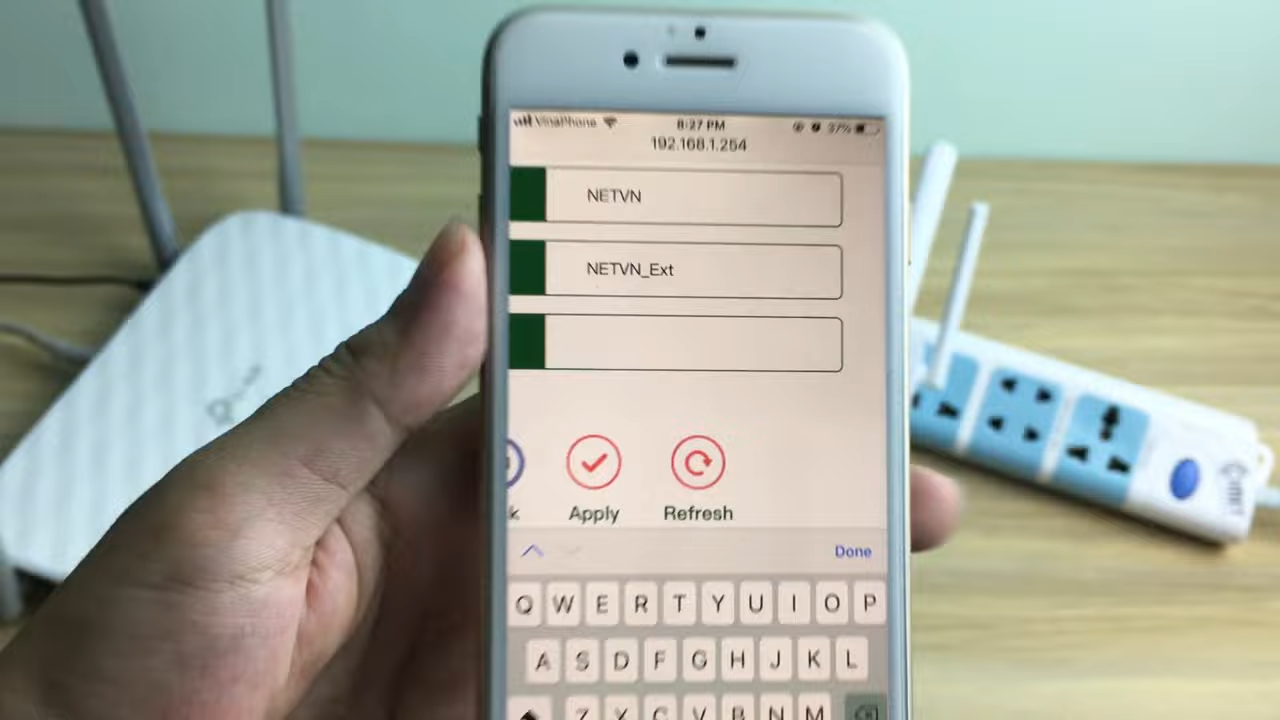 VinaPhone
8:27 PM
37%
192.168.1.254
NETVN
NETVN_Ext
k
Apply
Refresh
Done
Q W E R T Y U I O P
A S D F G H J K L
Z X C V B N M